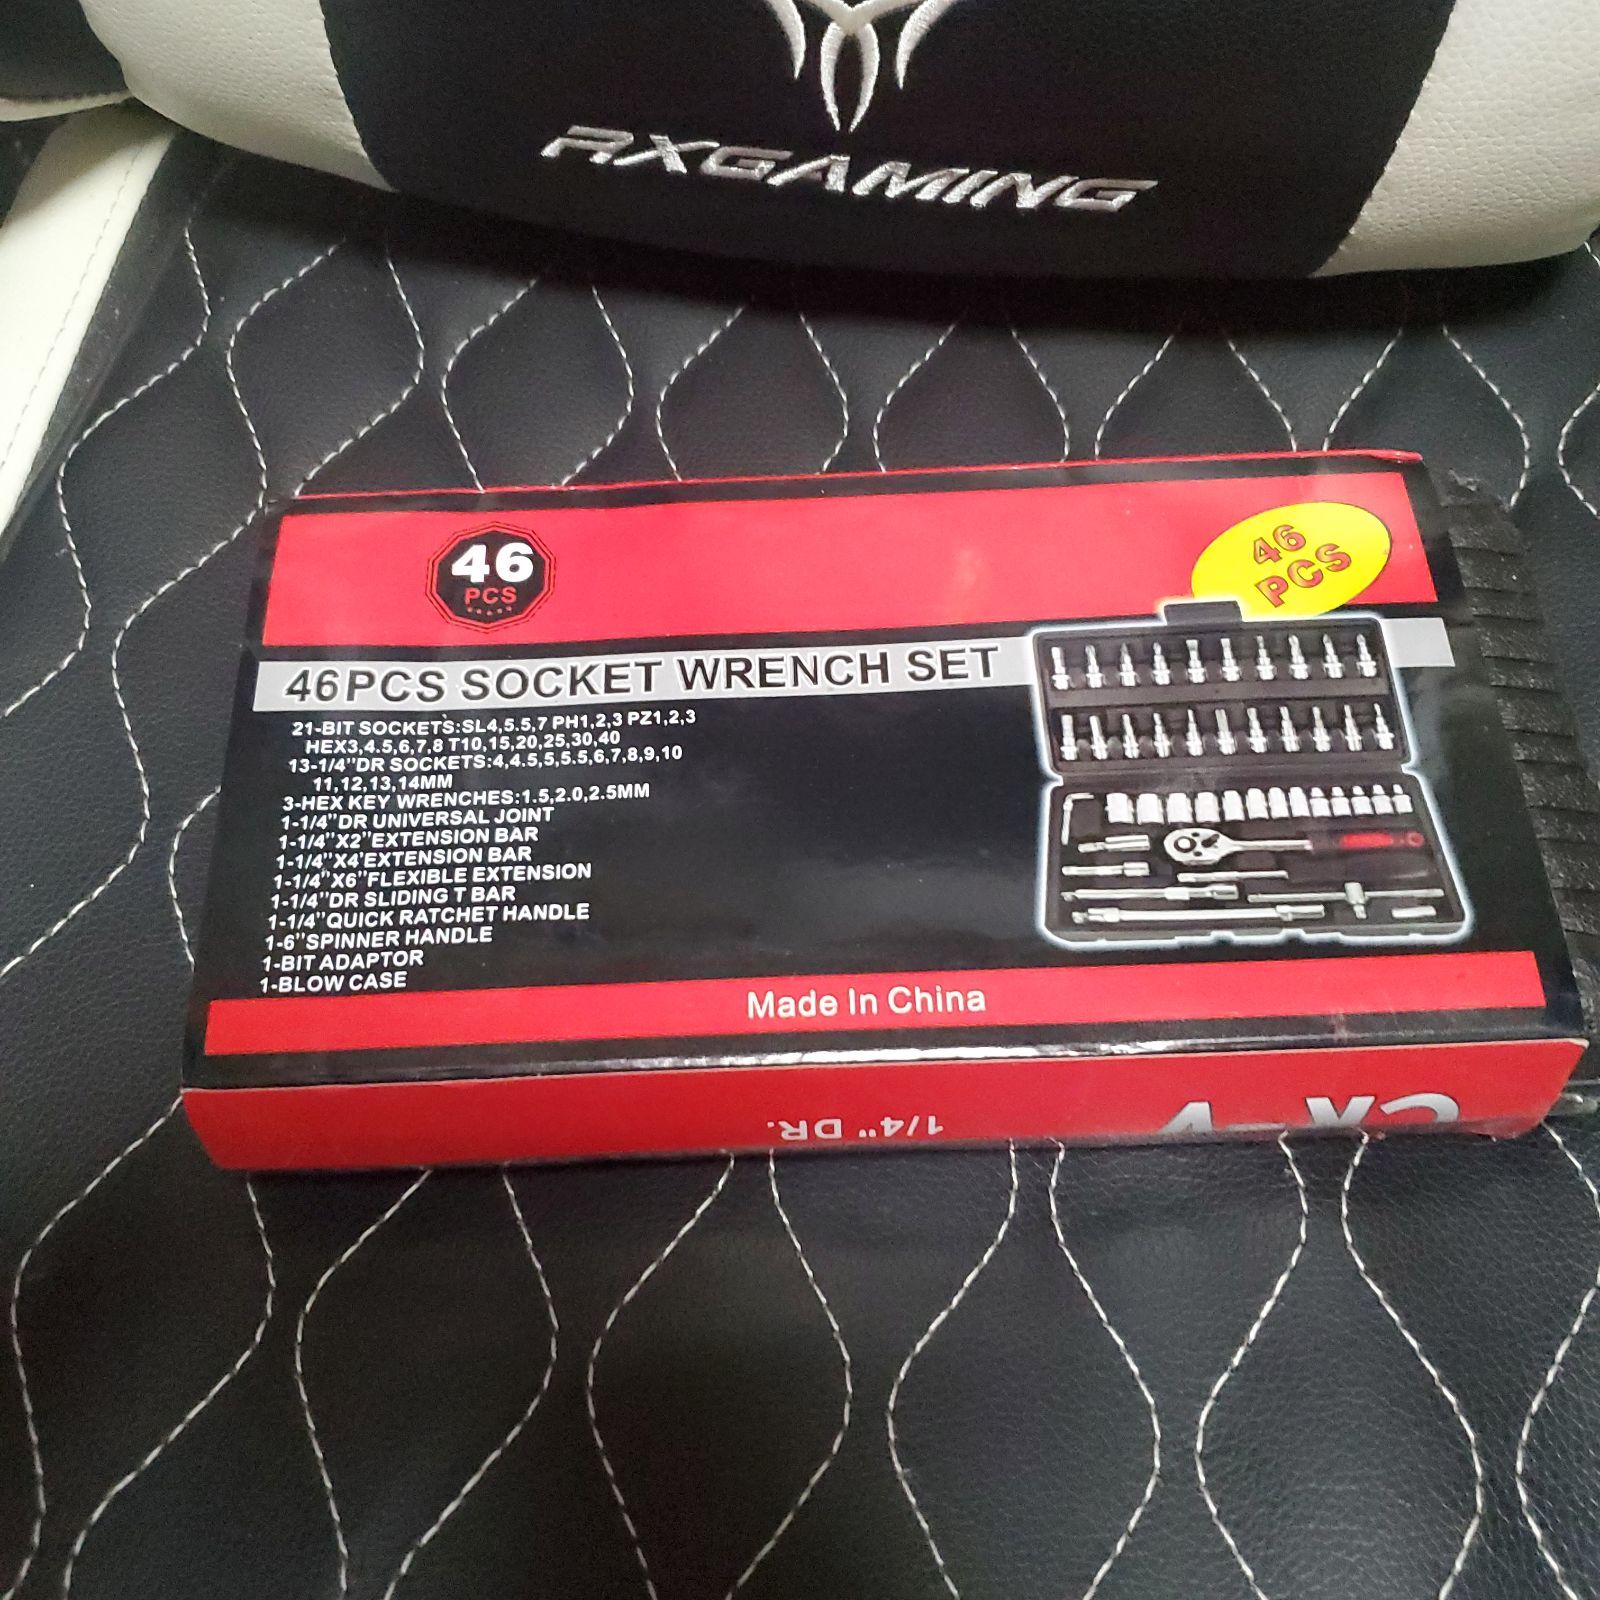 RXGAMING
46
PCS
46
PCS
46PCS SOCKET WRENCH SET
21-BIT SOCKETS:SL4,5.5,7 PH1,2,3 PZ1,2,3
HEX3,4.5,6,7,8 T10,15,20,25,30,40
13-1/4"DR SOCKETS:4,4.5,5,5.5,6,7,8,9,10
11,12,13,14MM
3-HEX KEY WRENCHES:1.5,2.0,2.5MM
1-1/4"DR UNIVERSAL JOINT
1-1/4"X2"EXTENSION BAR
1-1/4"X4'EXTENSION BAR
1-1/4"X6"FLEXIBLE EXTENSION
1-1/4"DR SLIDING T BAR
1-1/4"QUICK RATCHET HANDLE
1-6"SPINNER HANDLE
1-BIT ADAPTOR
1-BLOW CASE
Made In China
1/4" DR.